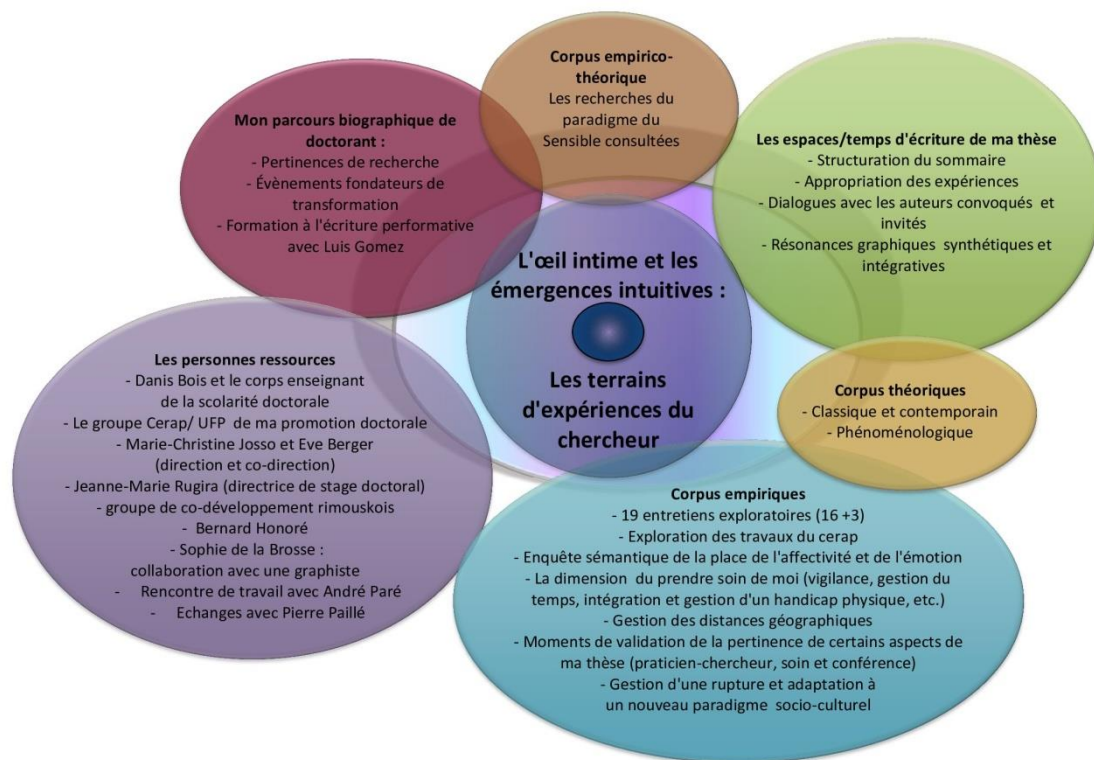 Corpus empirico-
théorique
Les recherches du
paradigme du
Sensible consultées
Mon parcours biographique de
doctorant :
- Pertinences de recherche
- Évènements fondateurs de
transformation
- Formation à l'écriture performative
avec Luis Gomez
Les espaces/temps d'écriture de ma thèse
- Structuration du sommaire
- Appropriation des expériences
- Dialogues avec les auteurs convoqués et
invités
- Résonances graphiques synthétiques et
intégratives
L'œil intime et les
émergences intuitives :
Les terrains
d'expériences du
chercheur
Les personnes ressources
- Danis Bois et le corps enseignant
de la scolarité doctorale
- Le groupe Cerap/ UFP de ma promotion doctorale
- Marie-Christine Josso et Eve Berger
(direction et co-direction)
- Jeanne-Marie Rugira (directrice de stage doctoral)
- groupe de co-développement rimouskois
- Bernard Honoré
- Sophie de la Brosse :
collaboration avec une graphiste
- Rencontre de travail avec André Paré
- Echanges avec Pierre Paillé
Corpus théoriques
- Classique et contemporain
- Phénoménologique
Corpus empiriques
- 19 entretiens exploratoires (16 +3)
- Exploration des travaux du cerap
- Enquête sémantique de la place de l'affectivité et de l'émotion
- La dimension du prendre soin de moi (vigilance, gestion du
temps, intégration et gestion d'un handicap physique, etc.)
- Gestion des distances géographiques
- Moments de validation de la pertinence de certains aspects de
ma thèse (praticien-chercheur, soin et conférence)
- Gestion d'une rupture et adaptation à
un nouveau paradigme socio-culturel